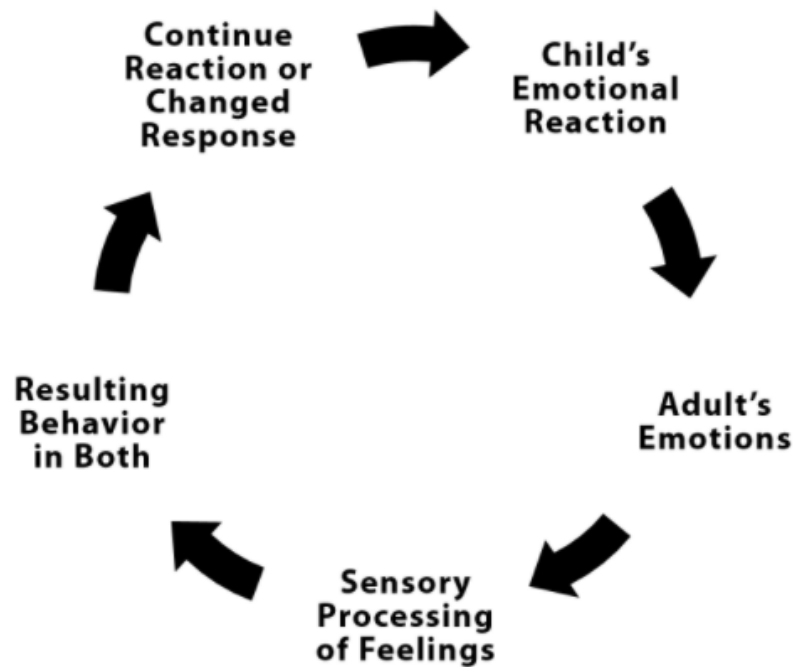 Continue
Reaction or
Changed
Response
Child's
Emotional
Reaction
Adult's
Emotions
Sensory
Processing
of Feelings
Resulting
Behavior
in Both